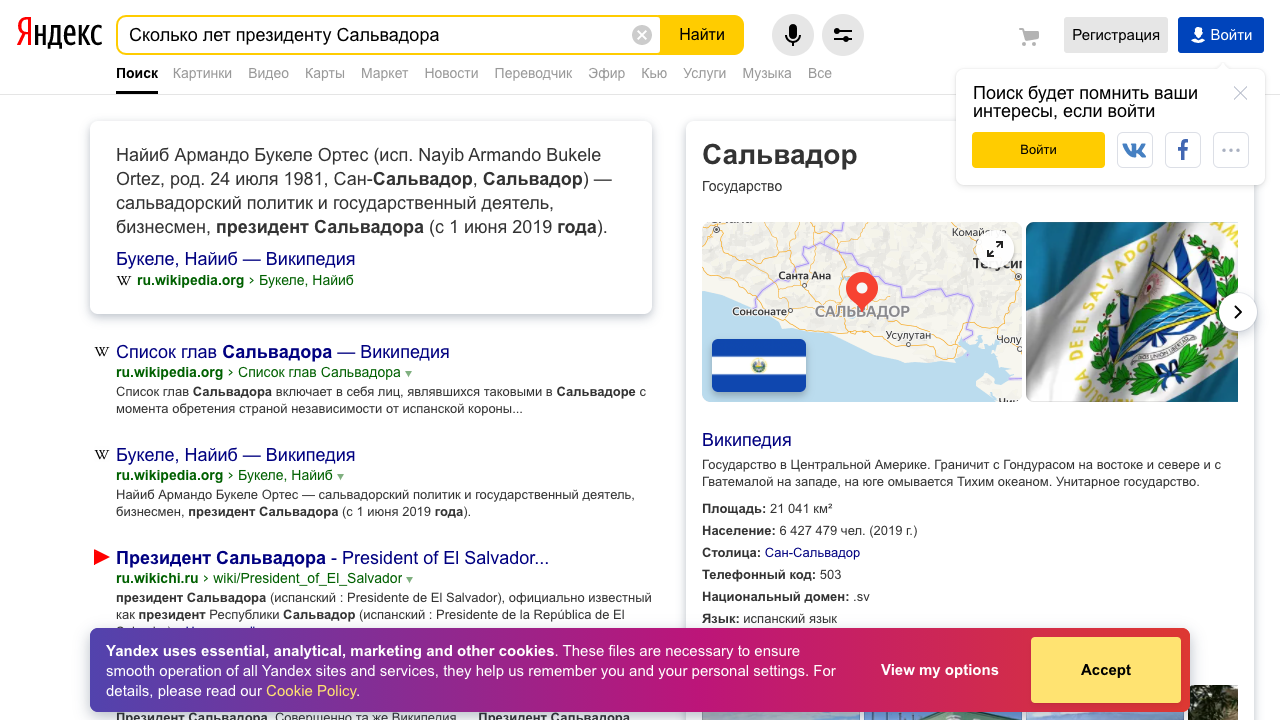 Яндекс
Сколько лет президенту Сальвадора
Найти
Регистрация
Войти
Поиск Картинки Видео Карты Маркет Новости Переводчик Эфир Кью Услуги Музыка Все
Поиск будет помнить ваши
интересы, если войти
Войти
Найиб Армандо Букеле Ортес (исп. Nayib Armando Bukele
Ortez, род. 24 июля 1981, Сан-Сальвадор, Сальвадор) —
сальвадорский политик и государственный деятель,
бизнесмен, президент Сальвадора (с 1 июня 2019 года).
Букеле, Найиб — Википедия
W ru.wikipedia.org › Букеле, Найиб
W Список глав Сальвадора — Википедия
ru.wikipedia.org › Список глав Сальвадора
Список глав Сальвадора включает в себя лиц, являвшихся таковыми в Сальвадоре с
момента обретения страной независимости от испанской короны...
W Букеле, Найиб — Википедия
ru.wikipedia.org › Букеле, Найиб
Найиб Армандо Букеле Ортес — сальвадорский политик и государственный деятель,
бизнесмен, президент Сальвадора (с 1 июня 2019 года).
Президент Сальвадора - President of El Salvador...
ru.wikichi.ru › wiki/President_of_El_Salvador
президент Сальвадора (испанский : Presidente de El Salvador), официально известный
как президент Республики Сальвадор (испанский : Presidente de la República de El
Сальвадор
Государство
Санта Ана
Сонсонате
САЛЬВАДОР
Усулутан
DE EL SALVADOR
Википедия
Государство в Центральной Америке. Граничит с Гондурасом на востоке и севере и с
Гватемалой на западе, на юге омывается Тихим океаном. Унитарное государство.
Площадь: 21 041 км²
Население: 6 427 479 чел. (2019 г.)
Столица: Сан-Сальвадор
Телефонный код: 503
Национальный домен: .sv
Язык: испанский язык
Yandex uses essential, analytical, marketing and other cookies. These files are necessary to ensure
smooth operation of all Yandex sites and services, they help us remember you and your personal settings. For
details, please read our Cookie Policy.
View my options
Accept
Президент Сальвадора. Совершенно та же Википедия.
Президент Сальвадора